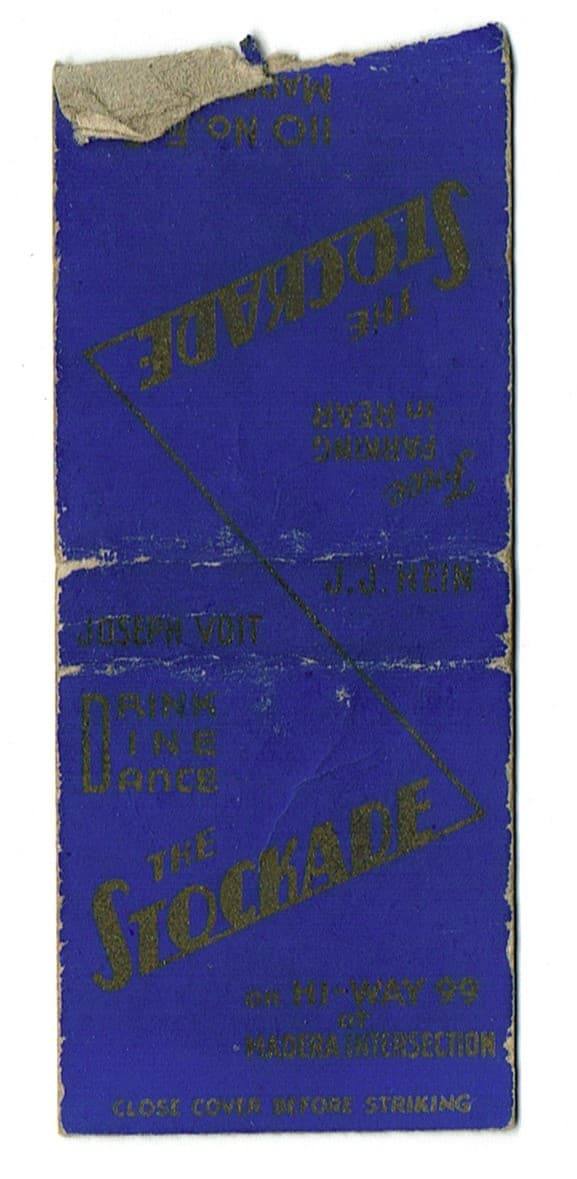 110 No. E
MAD
THE
STOCKADE
Free
PARKING
in REAR
J.J. HEIN
JOSEPH VOIT
DRINK
DINE
DANCE
THE
STOCKADE
on HI-WAY 99
at
MADERA INTERSECTION
CLOSE COVER BEFORE STRIKING